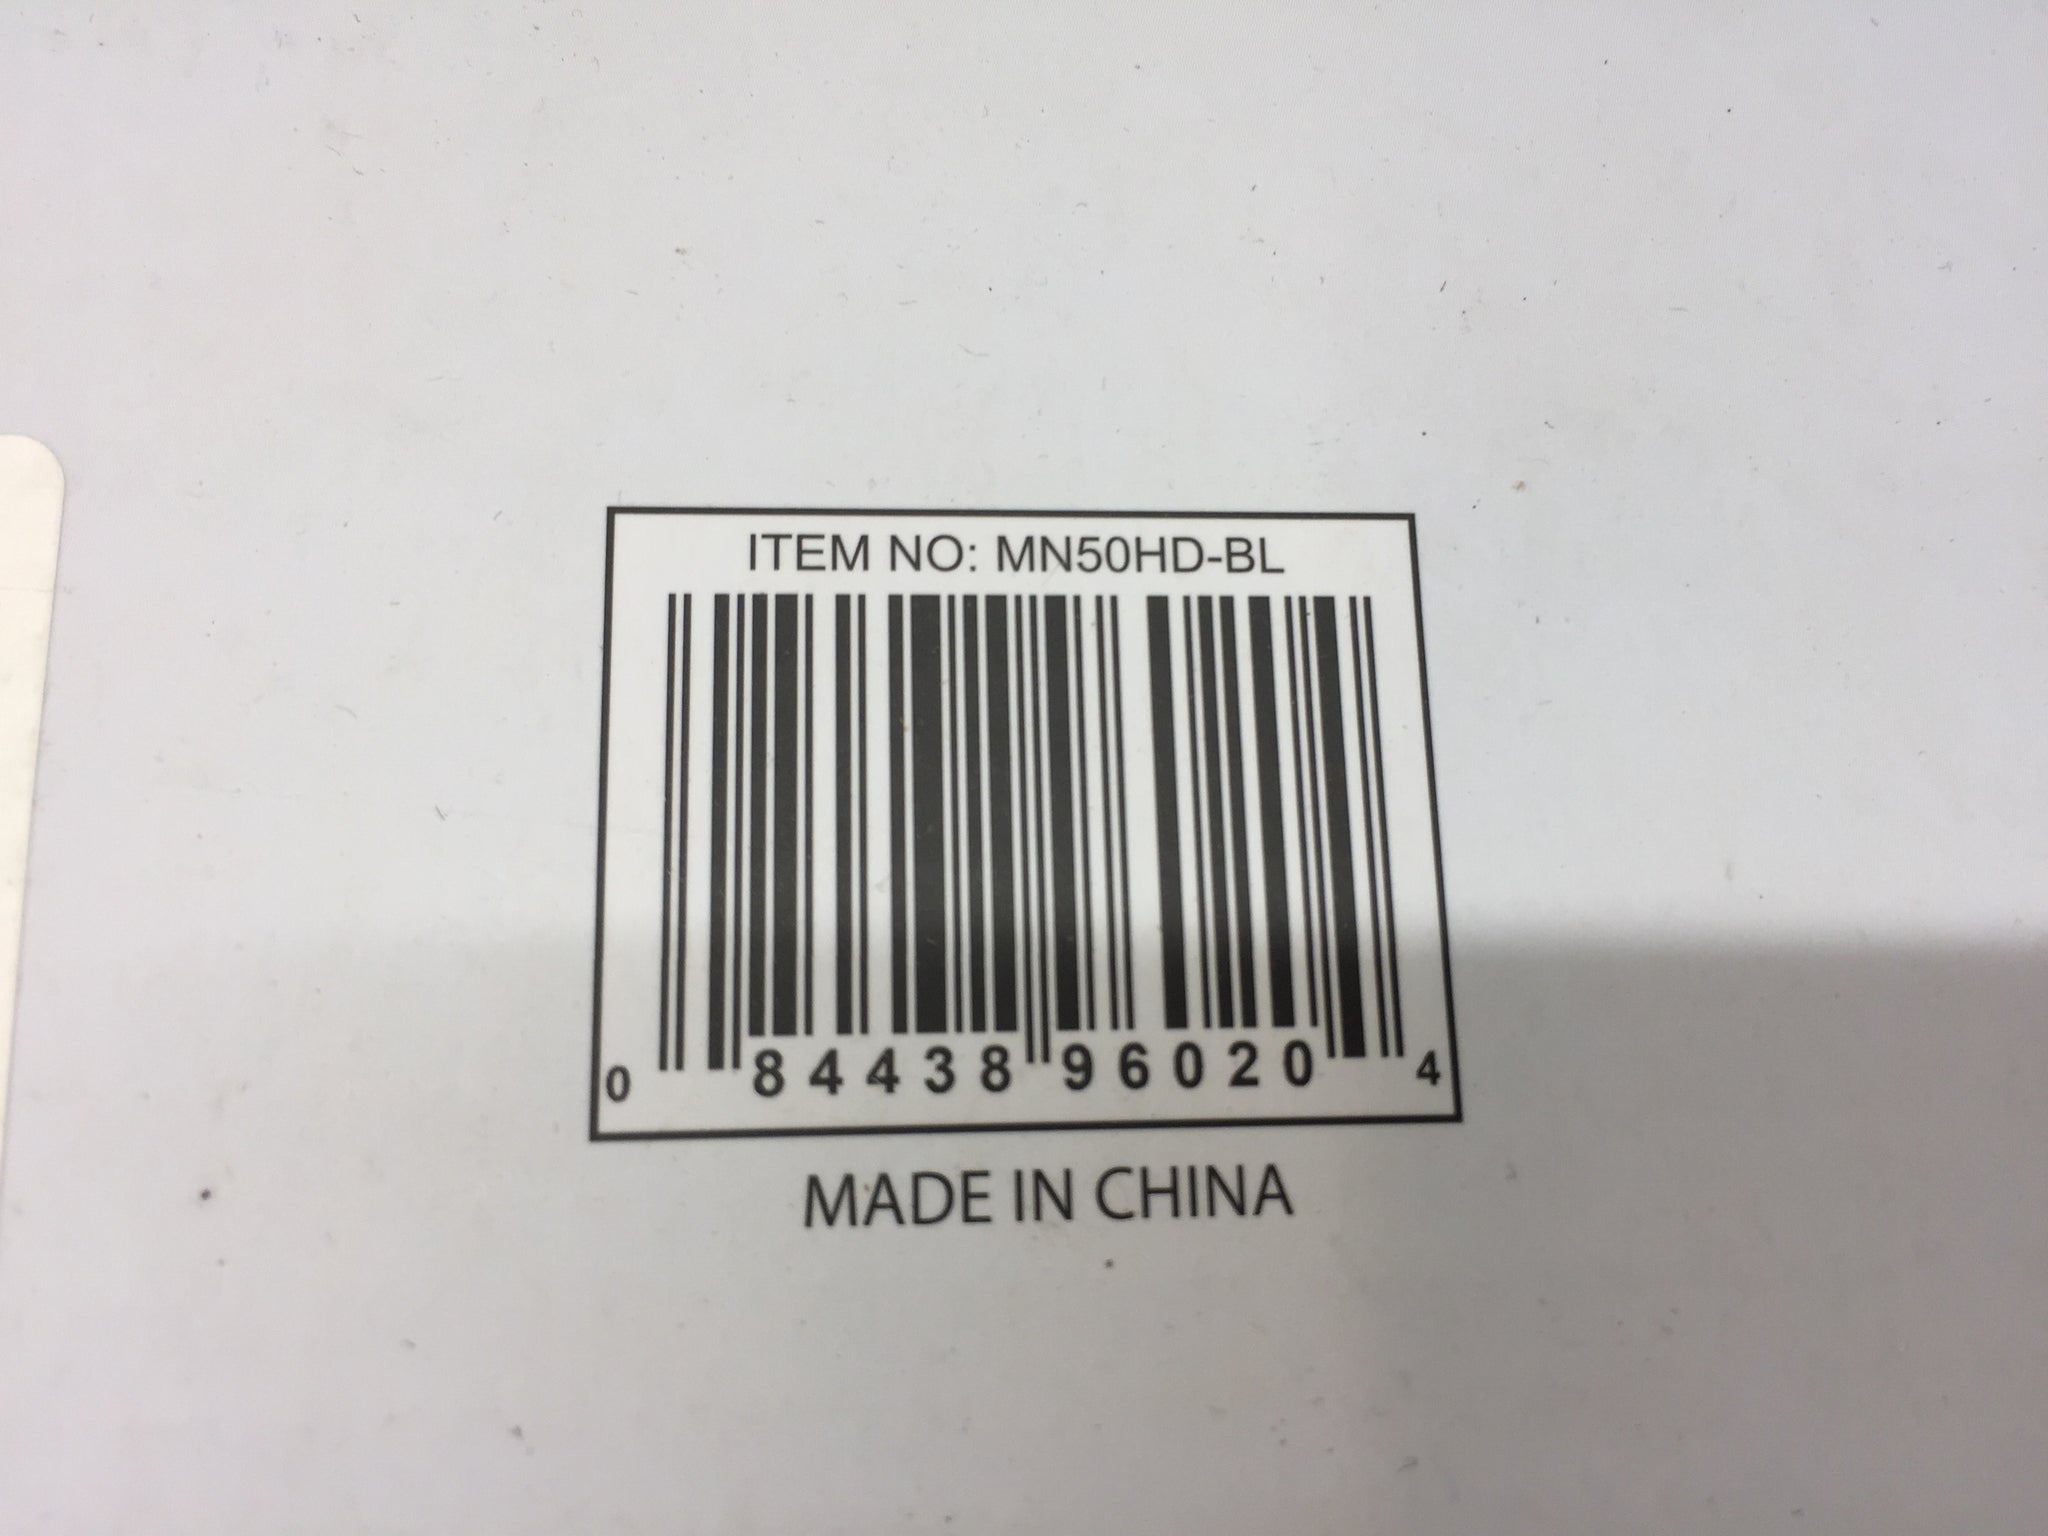 ITEM NO: MN50HD-BL
0 84438 96020 4
MADE IN CHINA